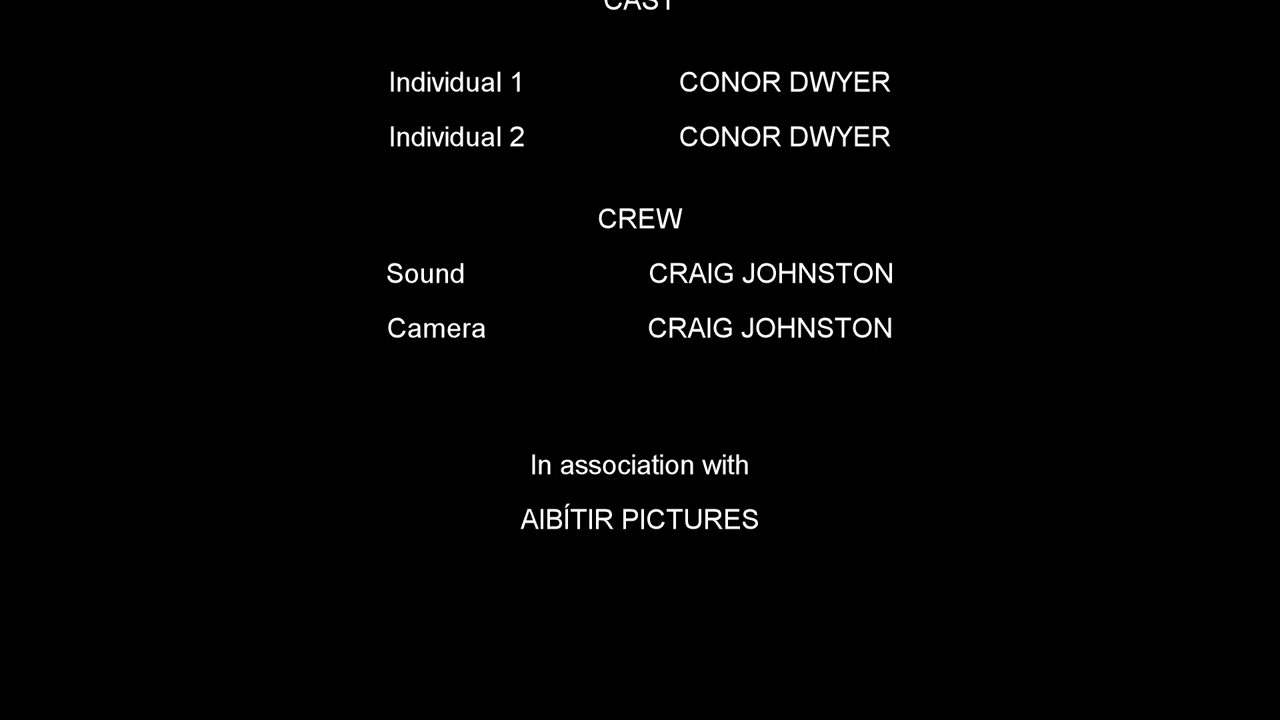 CAST
Individual 1 CONOR DWYER
Individual 2 CONOR DWYER
CREW
Sound CRAIG JOHNSTON
Camera CRAIG JOHNSTON
In association with
AIBÍTIR PICTURES